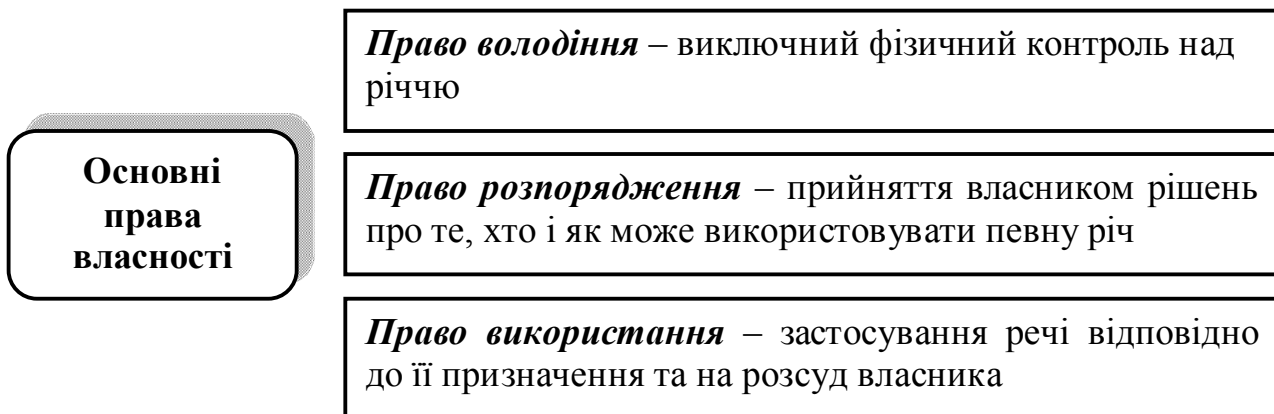 Основні
права
власності
Право володіння – виключний фізичний контроль над
річчю
Право розпорядження – прийняття власником рішень
про те, хто і як може використовувати певну річ
Право використання – застосування речі відповідно
до її призначення та на розсуд власника